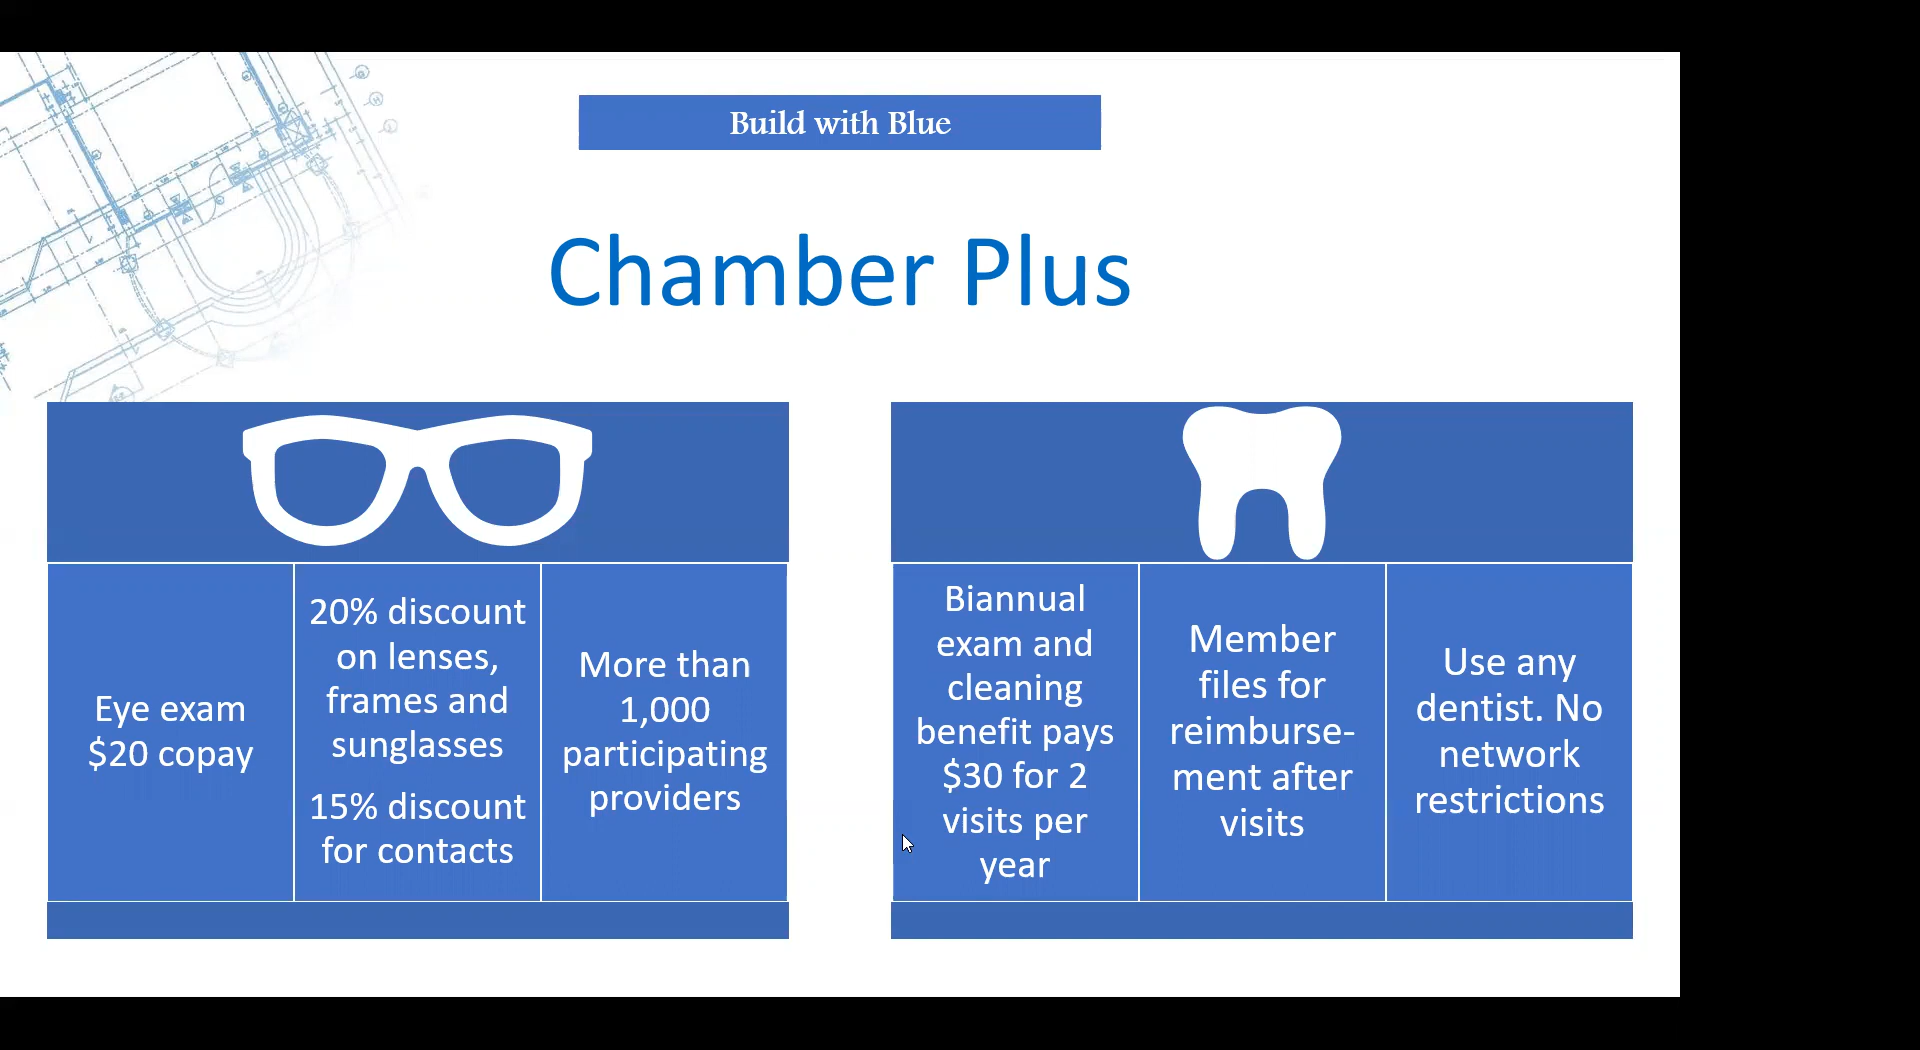 Build with Blue
Chamber Plus
Eye exam
$20 copay
20% discount
on lenses,
frames and
sunglasses
15% discount
for contacts
More than
1,000
participating
providers
Biannual
exam and
cleaning
benefit pays
$30 for 2
visits per
year
Member
files for
reimburse-
ment after
visits
Use any
dentist. No
network
restrictions